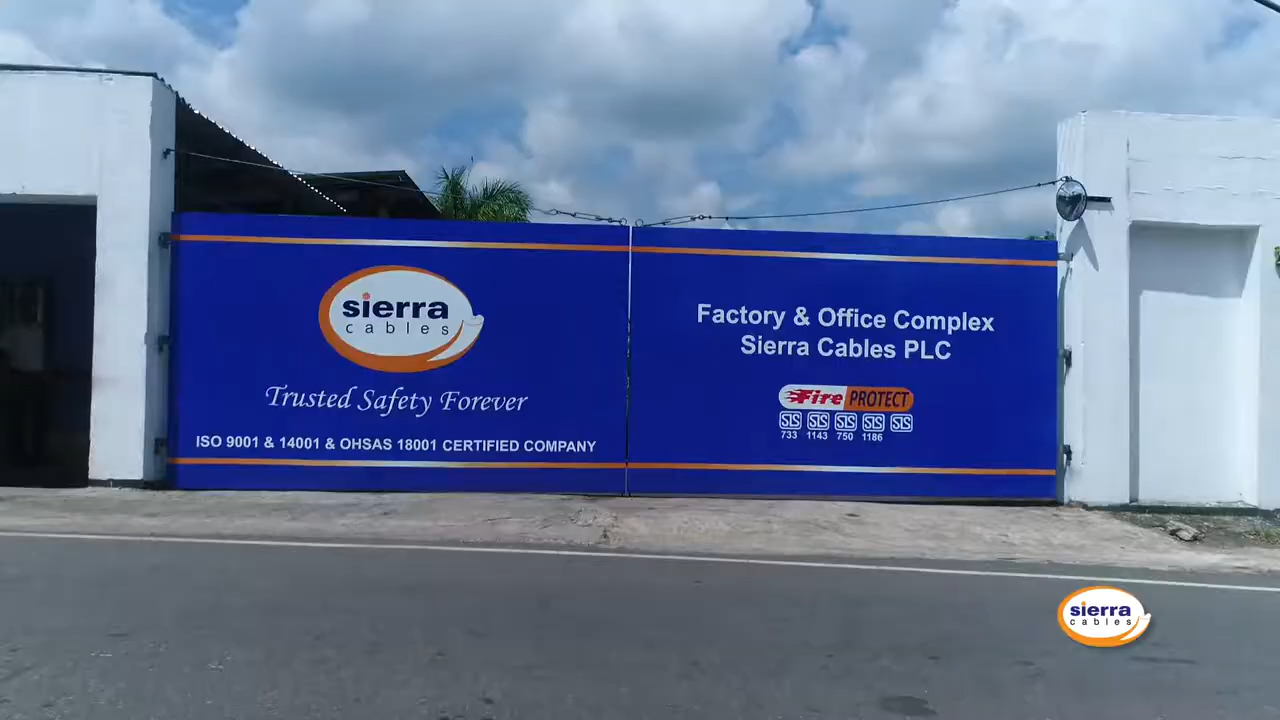 sierra
cables
Trusted Safety Forever
ISO 9001 & 14001 & OHSAS 18001 CERTIFIED COMPANY
Factory & Office Complex
Sierra Cables PLC
Fire PROTECT
SLS SLS SLS SLS SLS
733 1143 750 1186
sierra
cables